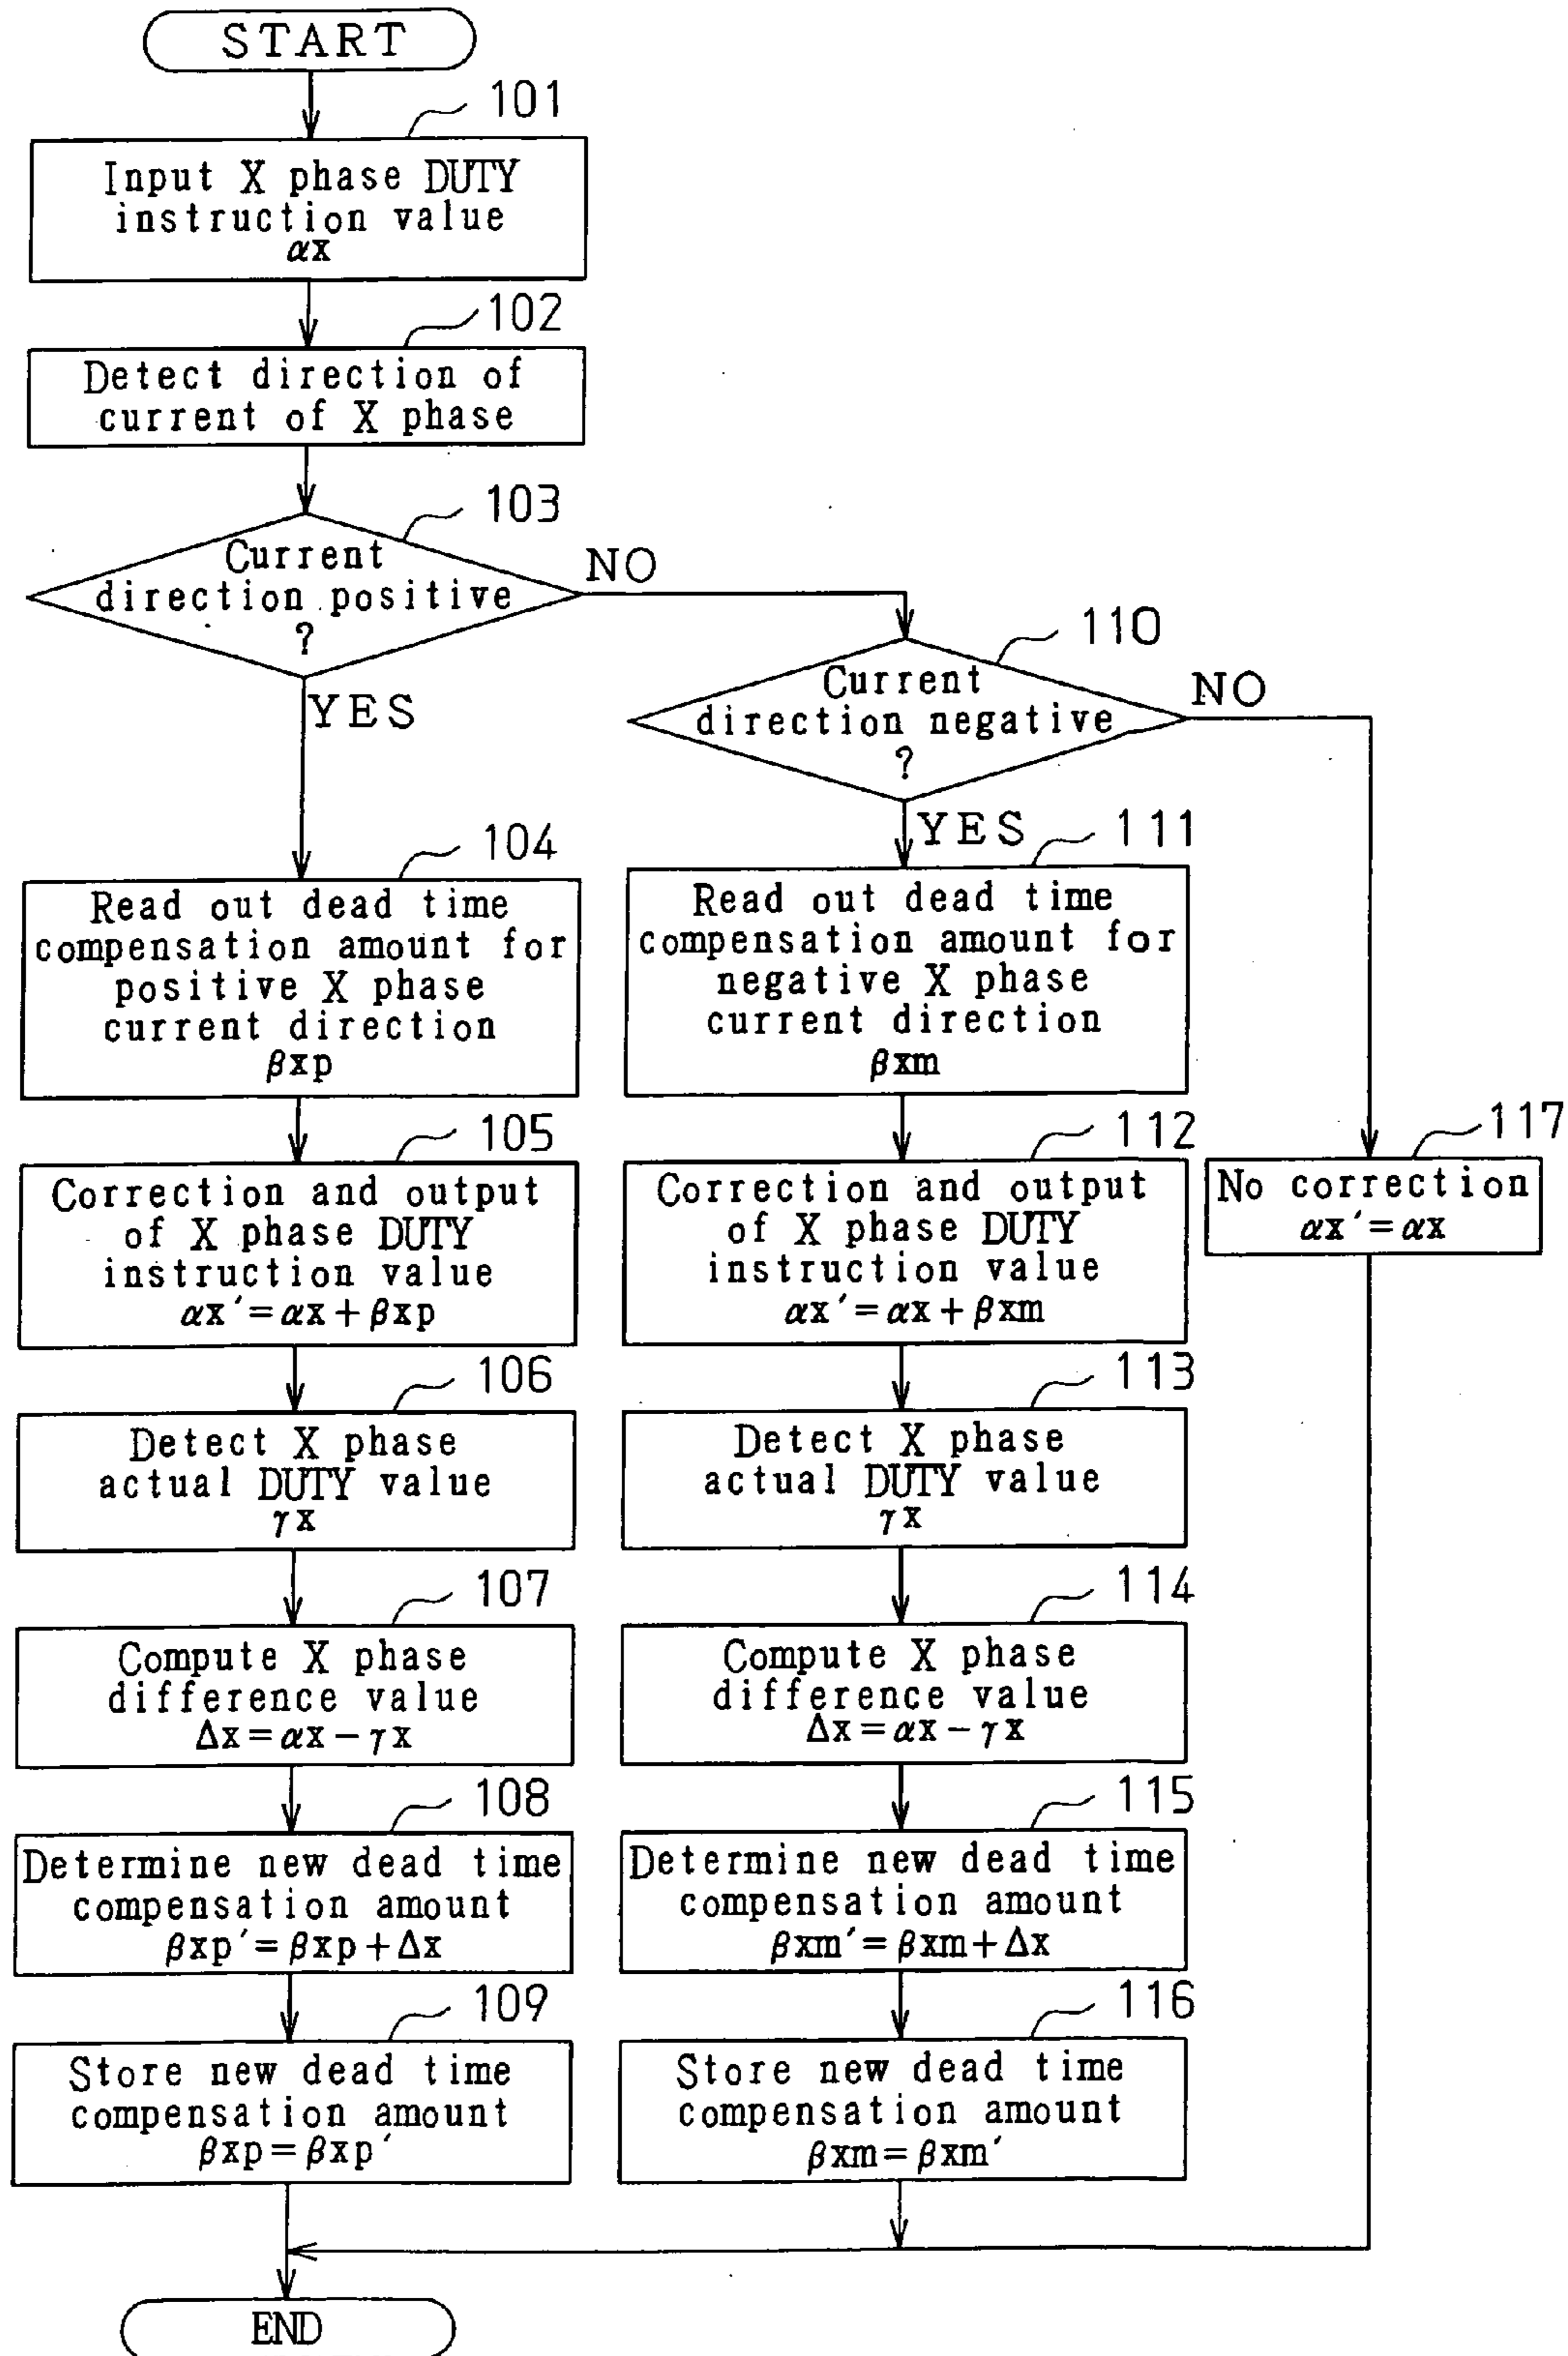 START
101
Input X phase DUTY
instruction value
αx
102
Detect direction of
current of X phase
103
Current
direction positive
?
NO
YES
110
Current
direction negative
?
NO
YES
104
Read out dead time
compensation amount for
positive X phase
current direction
βxp
111
Read out dead time
compensation amount for
negative X phase
current direction
βxm
105
Correction and output
of X phase DUTY
instruction value
αx′=αx+βxp
112
Correction and output
of X phase DUTY
instruction value
αx′=αx+βxm
117
No correction
αx′=αx
106
Detect X phase
actual DUTY value
γx
113
Detect X phase
actual DUTY value
γx
107
Compute X phase
difference value
Δx=αx−γx
114
Compute X phase
difference value
Δx=αx−γx
108
Determine new dead time
compensation amount
βxp′=βxp+Δx
115
Determine new dead time
compensation amount
βxm′=βxm+Δx
109
Store new dead time
compensation amount
βxp=βxp′
116
Store new dead time
compensation amount
βxm=βxm′
END